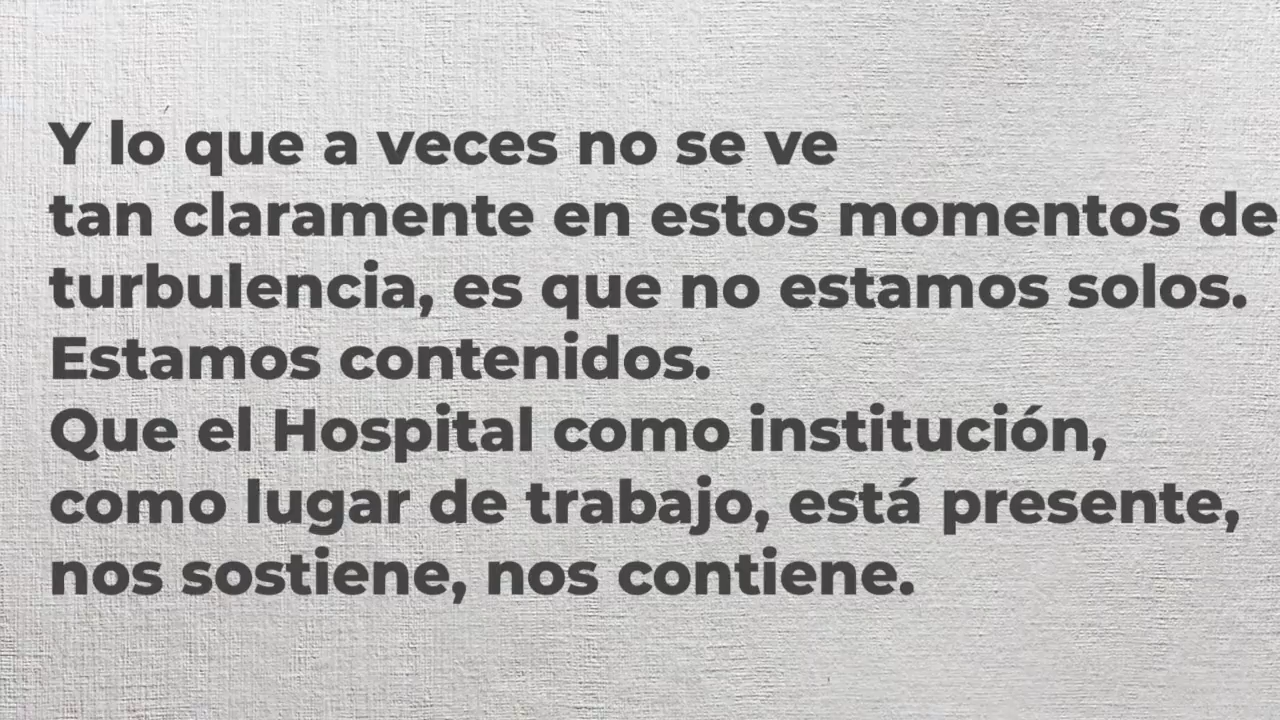 Y lo que a veces no se ve
tan claramente en estos momentos de
turbulencia, es que no estamos solos.
Estamos contenidos.
Que el Hospital como institución,
como lugar de trabajo, está presente,
nos sostiene, nos contiene.